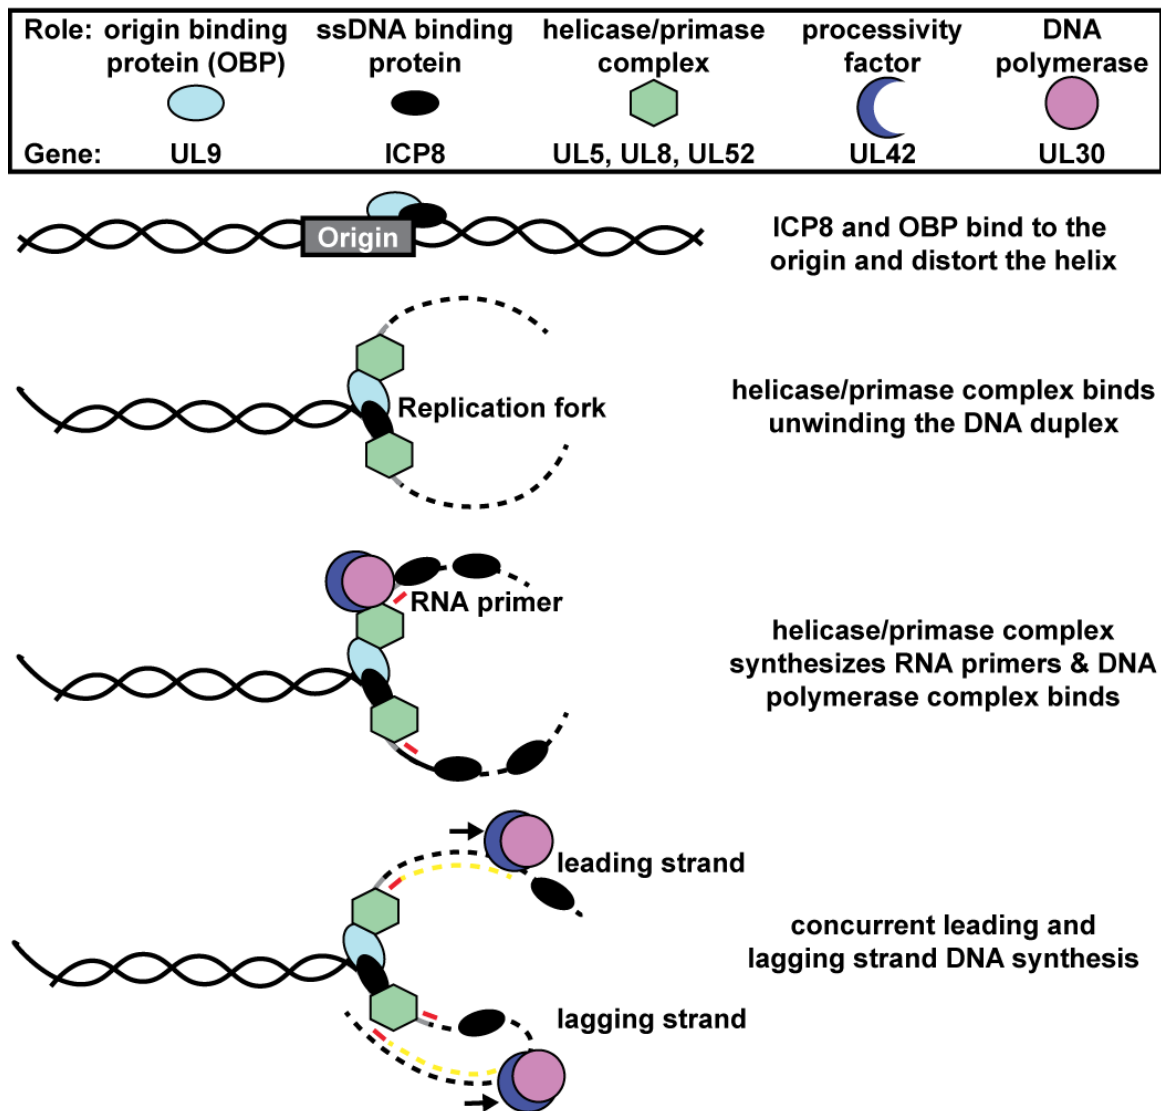 Role: origin binding protein (OBP)
ssDNA binding protein
helicase/primase complex
processivity factor
DNA polymerase
Gene: UL9 ICP8 UL5, UL8, UL52 UL42 UL30
Origin
ICP8 and OBP bind to the
origin and distort the helix
Replication fork
helicase/primase complex binds
unwinding the DNA duplex
RNA primer
helicase/primase complex
synthesizes RNA primers & DNA
polymerase complex binds
leading strand
concurrent leading and
lagging strand DNA synthesis
lagging strand